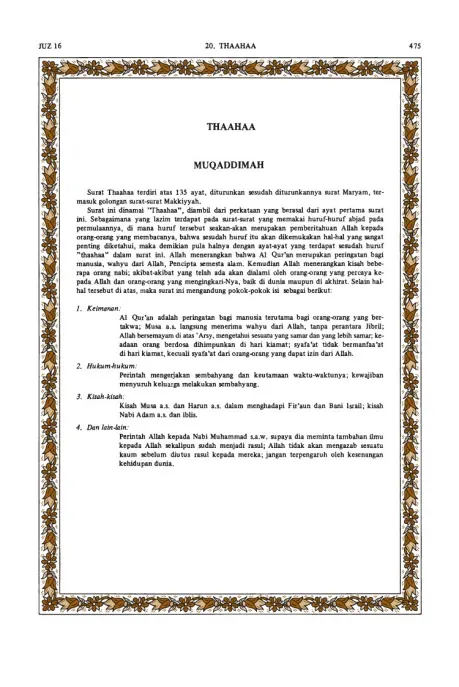 JUZ 16 20. THAAHAA 475
THAAHAA
MUQADDIMAH
Surat Thaahaa terdiri atas 135 ayat, diturunkan sesudah diturunkannya surat Maryam, ter-
masuk golongan surat-surat Makkiyyah.
Surat ini dinamai "Thaahaa", diambil dari perkataan yang berasal dari ayat pertama surat
ini. Sebagaimana yang lazim terdapat pada surat-surat yang memakai huruf-huruf abjad pada
permulaannya, di mana huruf tersebut seakan-akan merupakan pemberitahuan Allah kepada
orang-orang yang membacanya, bahwa sesudah huruf itu akan dikemukakan hal-hal yang sangat
penting diketahui, maka demikian pula halnya dengan ayat-ayat yang terdapat sesudah huruf
"thaahaa" dalam surat ini. Allah menerangkan bahwa Al Qur'an merupakan peringatan bagi
manusia, wahyu dari Allah, Pencipta semesta alam. Kemudian Allah menerangkan kisah bebe-
rapa orang nabi; akibat-akibat yang telah ada akan dialami oleh orang-orang yang percaya ke-
pada Allah dan orang-orang yang mengingkari-Nya, baik di dunia maupun di akhirat. Selain hal-
hal tersebut di atas, maka surat ini mengandung pokok-pokok isi sebagai berikut:
1. Keimanan:
Al Qur'an adalah peringatan bagi manusia terutama bagi orang-orang yang ber-
takwa; Musa a.s. langsung menerima wahyu dari Allah, tanpa perantara Jibril;
Allah bersemayam di atas 'Arsy, mengetahui sesuatu yang samar dan yang lebih samar; ke-
adaan orang berdosa dihimpunkan di hari kiamat; syafa'at tidak bermanfaa'at
di hari kiamat, kecuali syafa'at dari orang-orang yang dapat izin dari Allah.
2. Hukum-hukum:
Perintah mengerjakan sembahyang dan keutamaan waktu-waktunya; kewajiban
menyuruh keluarga melakukan sembahyang.
3. Kisah-kisah:
Kisah Musa a.s. dan Harun a.s. dalam menghadapi Fir'aun dan Bani Israil; kisah
Nabi Adam a.s. dan iblis.
4. Dan lain-lain:
Perintah Allah kepada Nabi Muhammad s.a.w. supaya dia meminta tambahan ilmu
kepada Allah sekalipun sudah menjadi rasul; Allah tidak akan mengazab sesuatu
kaum sebelum diutus rasul kepada mereka; jangan terpengaruh oleh kesenangan
kehidupan dunia.